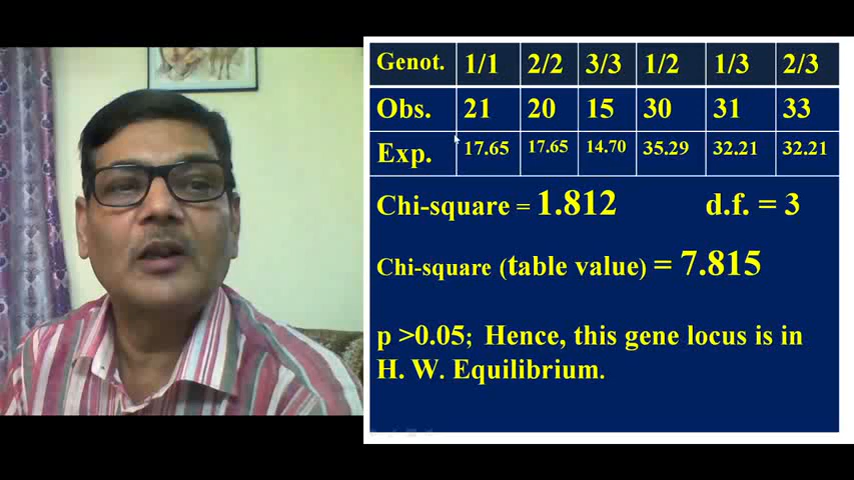 Genot. 1/1 2/2 3/3 1/2 1/3 2/3
Obs. 21 20 15 30 31 33
Exp. 17.65 17.65 14.70 35.29 32.21 32.21
Chi-square = 1.812 d.f. = 3
Chi-square (table value) = 7.815
p >0.05; Hence, this gene locus is in
H. W. Equilibrium.